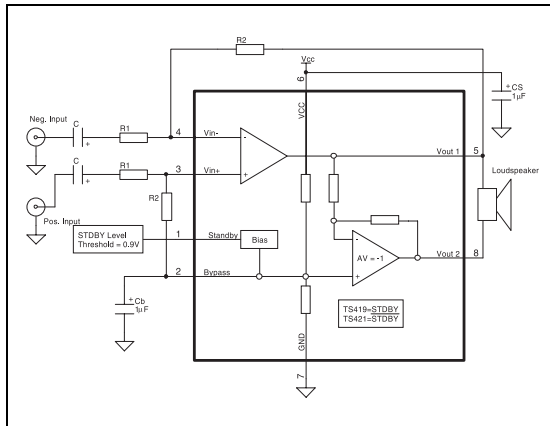 R2
Vcc
6
CS
1µF
+
VCC
Neg. Input
C
+
R1
4
Vin-
-
Vout 1
5
C
+
R1
3
Vin+
+
Loudspeaker
R2
Pos. Input
STDBY Level
Threshold = 0.9V
1
Standby
Bias
-
AV = -1
+
Vout 2
8
2
Bypass
+
Cb
1µF
TS419=STDBY
TS421=STDBY
GND
7